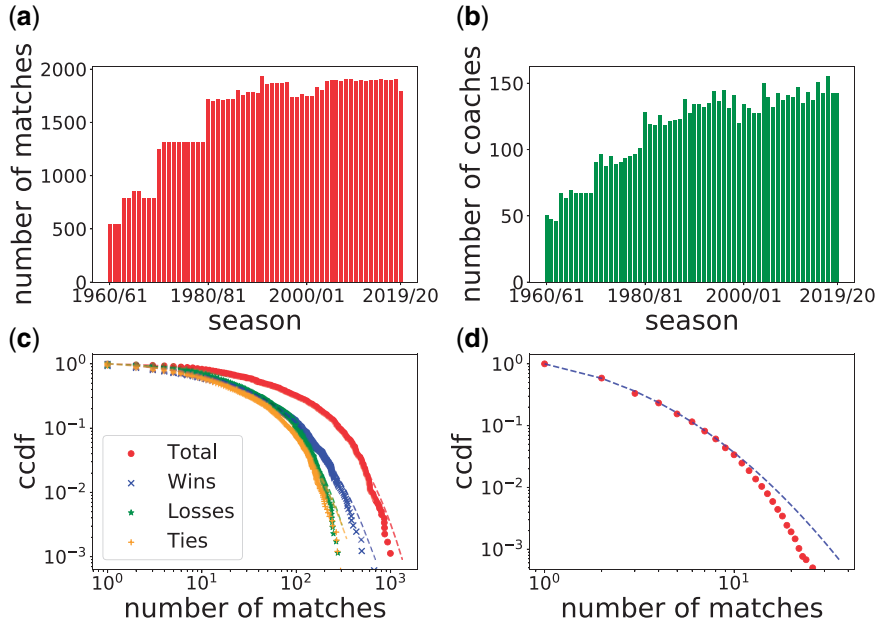 (a)
number of matches
2000
1500
1000
500
0
1960/61 1980/81 2000/01 2019/20
season
(b)
number of coaches
150
100
50
0
1960/61 1980/81 2000/01 2019/20
season
(c)
ccdf
10⁰
10⁻¹
10⁻²
10⁻³
Total
Wins
Losses
Ties
10⁰ 10¹ 10² 10³
number of matches
(d)
ccdf
10⁰
10⁻¹
10⁻²
10⁻³
10⁰ 10¹
number of matches